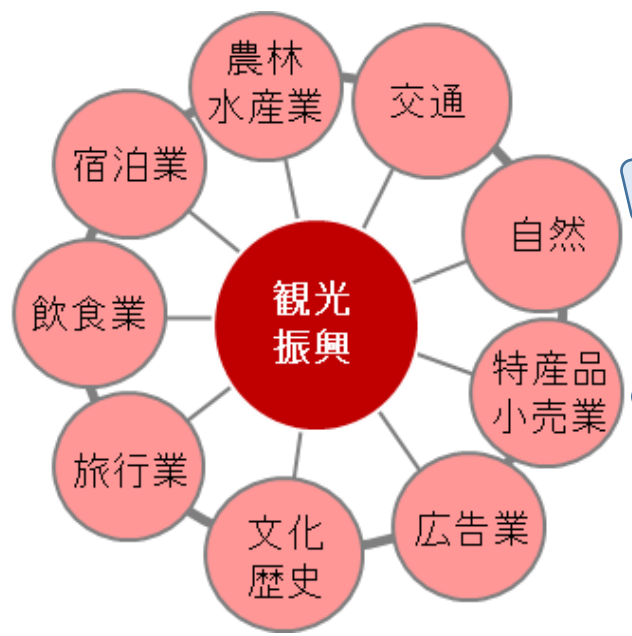 農林
水産業
交通
宿泊業
自然
観光
振興
飲食業
特産品
小売業
旅行業
広告業
文化
歴史